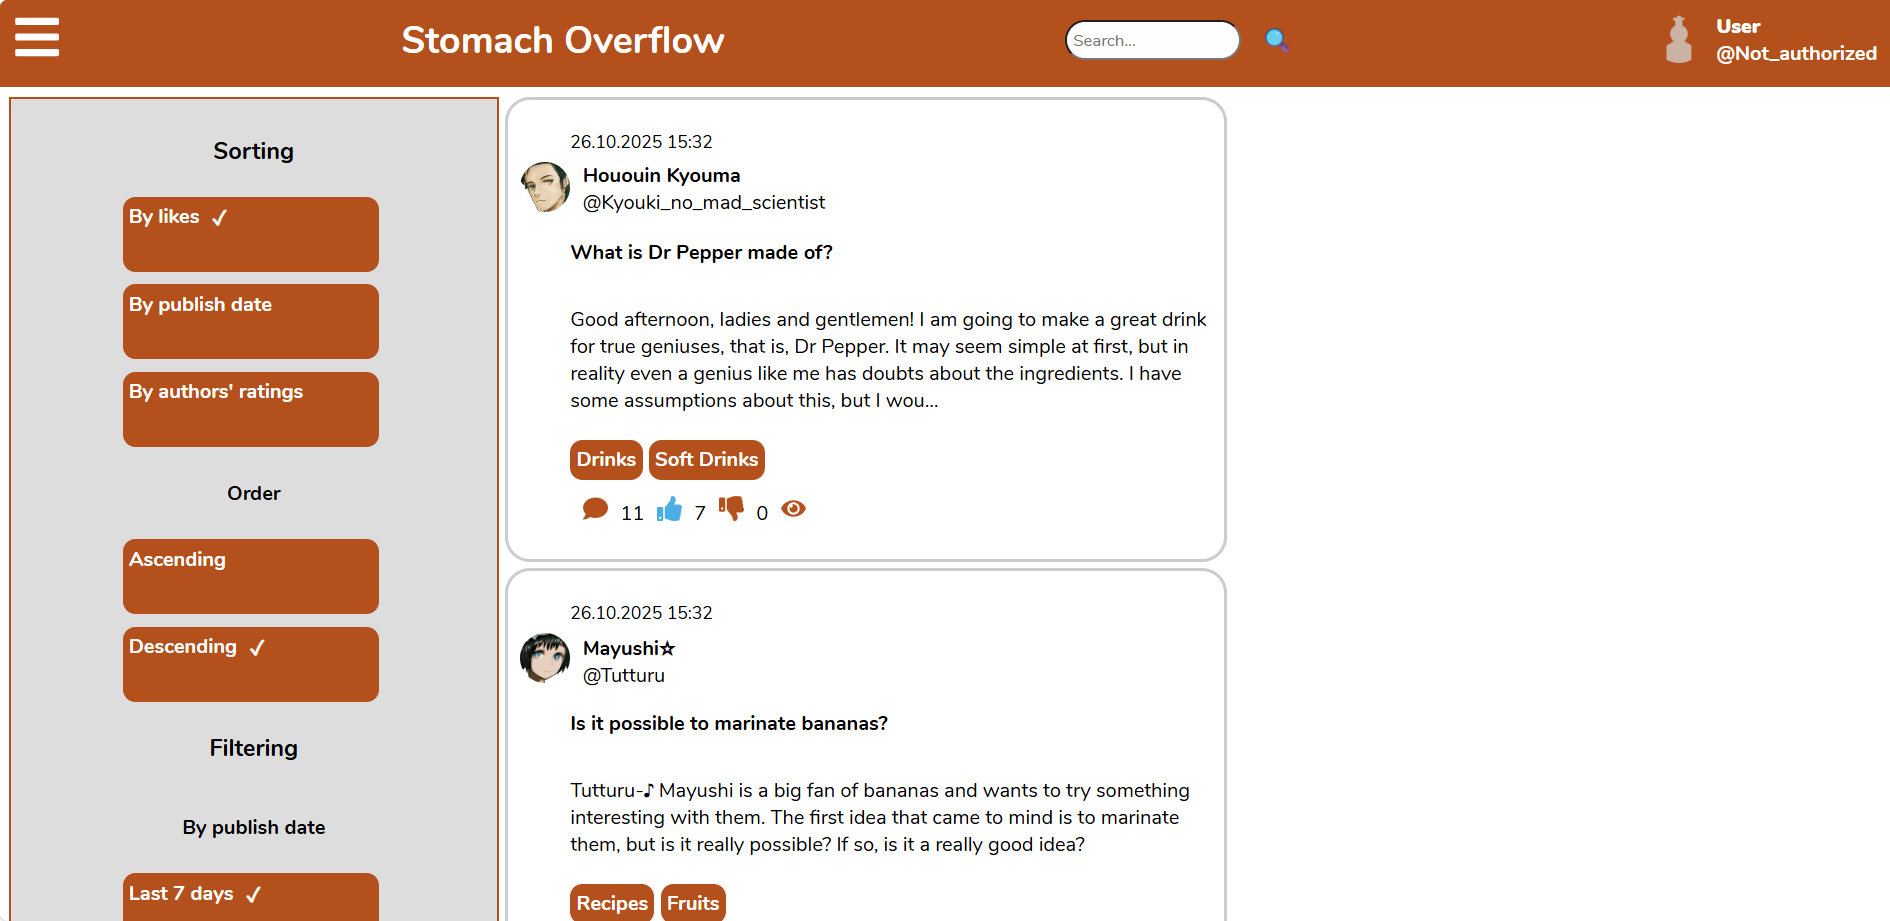 Stomach Overflow
Search...
User
@Not_authorized
Sorting
By likes ✓
By publish date
By authors' ratings
Order
Ascending
Descending ✓
Filtering
By publish date
Last 7 days ✓
26.10.2025 15:32
Hououin Kyouma
@Kyouki_no_mad_scientist
What is Dr Pepper made of?
Good afternoon, ladies and gentlemen! I am going to make a great drink
for true geniuses, that is, Dr Pepper. It may seem simple at first, but in
reality even a genius like me has doubts about the ingredients. I have
some assumptions about this, but I wou...
Drinks Soft Drinks
11 7 0
26.10.2025 15:32
Mayushi☆
@Tutturu
Is it possible to marinate bananas?
Tutturu-♪ Mayushi is a big fan of bananas and wants to try something
interesting with them. The first idea that came to mind is to marinate
them, but is it really possible? If so, is it a really good idea?
Recipes Fruits